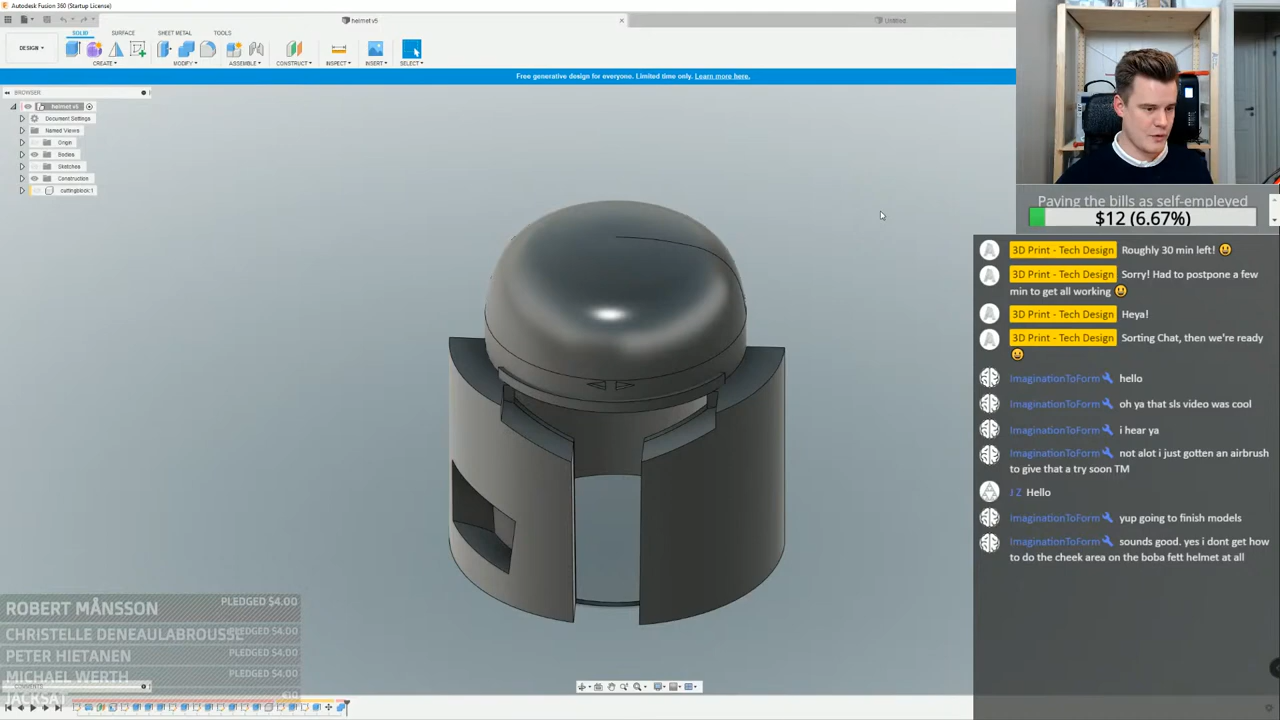 Autodesk Fusion 360 (Startup License)
helmet v5
Untitled
SOLID
SURFACE
SHEET METAL
TOOLS
DESIGN
CREATE
MODIFY
ASSEMBLE
CONSTRUCT
INSPECT
INSERT
SELECT
Free generative design for everyone. Limited time only. Learn more here.
BROWSER
helmet v5
Document Settings
Named Views
Origin
Bodies
Sketches
Construction
cuttingblock:1
Paying the bills as self-employed
$12 (6.67%)
3D Print - Tech Design Roughly 30 min left!
3D Print - Tech Design Sorry! Had to postpone a few
min to get all working
3D Print - Tech Design Heya!
3D Print - Tech Design Sorting Chat, then we're ready
ImaginationToForm hello
ImaginationToForm oh ya that sls video was cool
ImaginationToForm i hear ya
ImaginationToForm not alot i just gotten an airbrush
to give that a try soon TM
J Z Hello
ImaginationToForm yup going to finish models
ImaginationToForm sounds good. yes i dont get how
to do the cheek area on the boba fett helmet at all
ROBERT MÅNSSON PLEDGED $4.00
CHRISTELLE DENEAULABROUSSE PLEDGED $4.00
PETER HIETANEN PLEDGED $4.00
MICHAEL WERTH PLEDGED $4.00
COMMENTS
JACKSAT €10